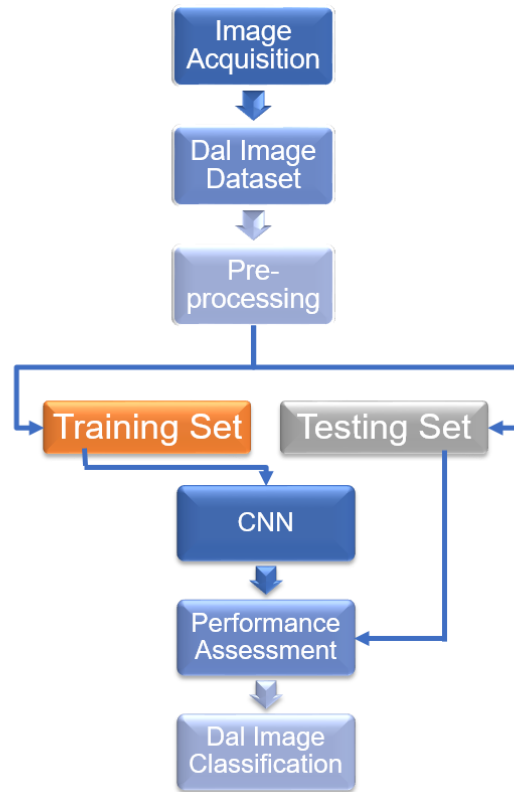 Image
Acquisition
Dal Image
Dataset
Pre-
processing
Training Set
Testing Set
CNN
Performance
Assessment
Dal Image
Classification